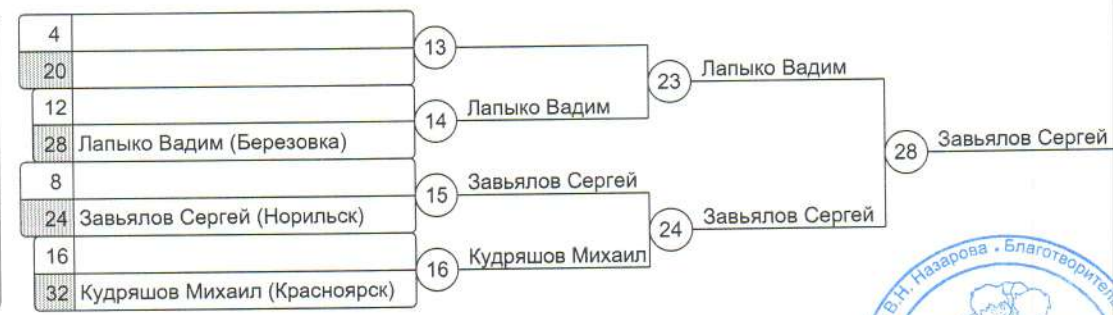 4
20
13
12
28 Лапыко Вадим (Березовка)
14 Лапыко Вадим
23 Лапыко Вадим
8
24 Завьялов Сергей (Норильск)
15 Завьялов Сергей
16
32 Кудряшов Михаил (Красноярск)
16 Кудряшов Михаил
24 Завьялов Сергей
28 Завьялов Сергей
В.Н. Назарова • Благотворител